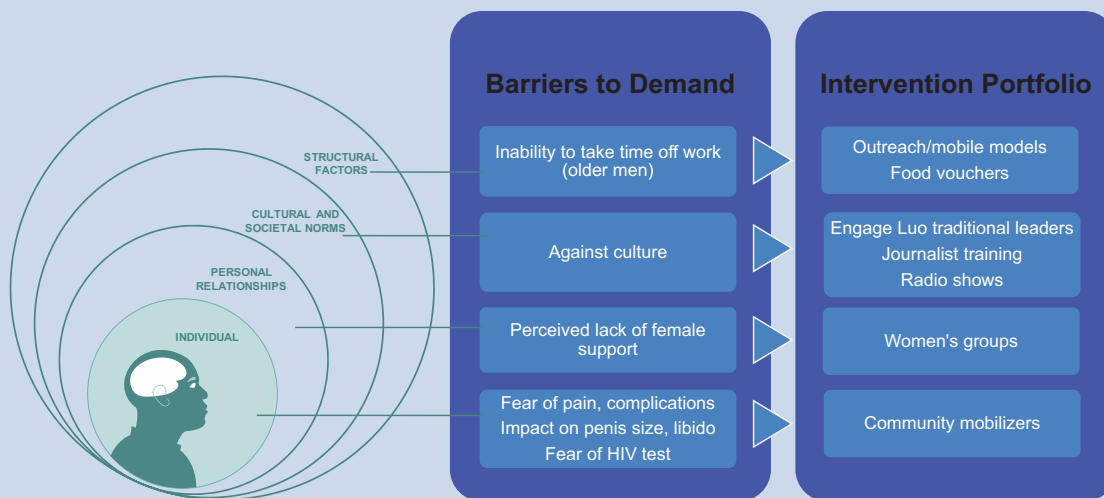 STRUCTURAL
FACTORS
CULTURAL AND
SOCIETAL NORMS
PERSONAL
RELATIONSHIPS
INDIVIDUAL
Barriers to Demand
Inability to take time off work
(older men)
Against culture
Perceived lack of female
support
Fear of pain, complications
Impact on penis size, libido
Fear of HIV test
Intervention Portfolio
Outreach/mobile models
Food vouchers
Engage Luo traditional leaders
Journalist training
Radio shows
Women's groups
Community mobilizers